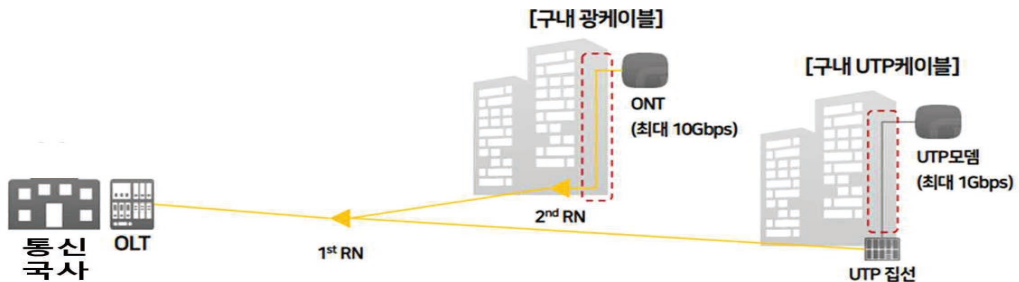 [구내 광케이블]
ONT
(최대 10Gbps)
[구내 UTP케이블]
UTP모뎀
(최대 1Gbps)
2nd RN
1st RN
OLT
통신
국사
UTP 집선